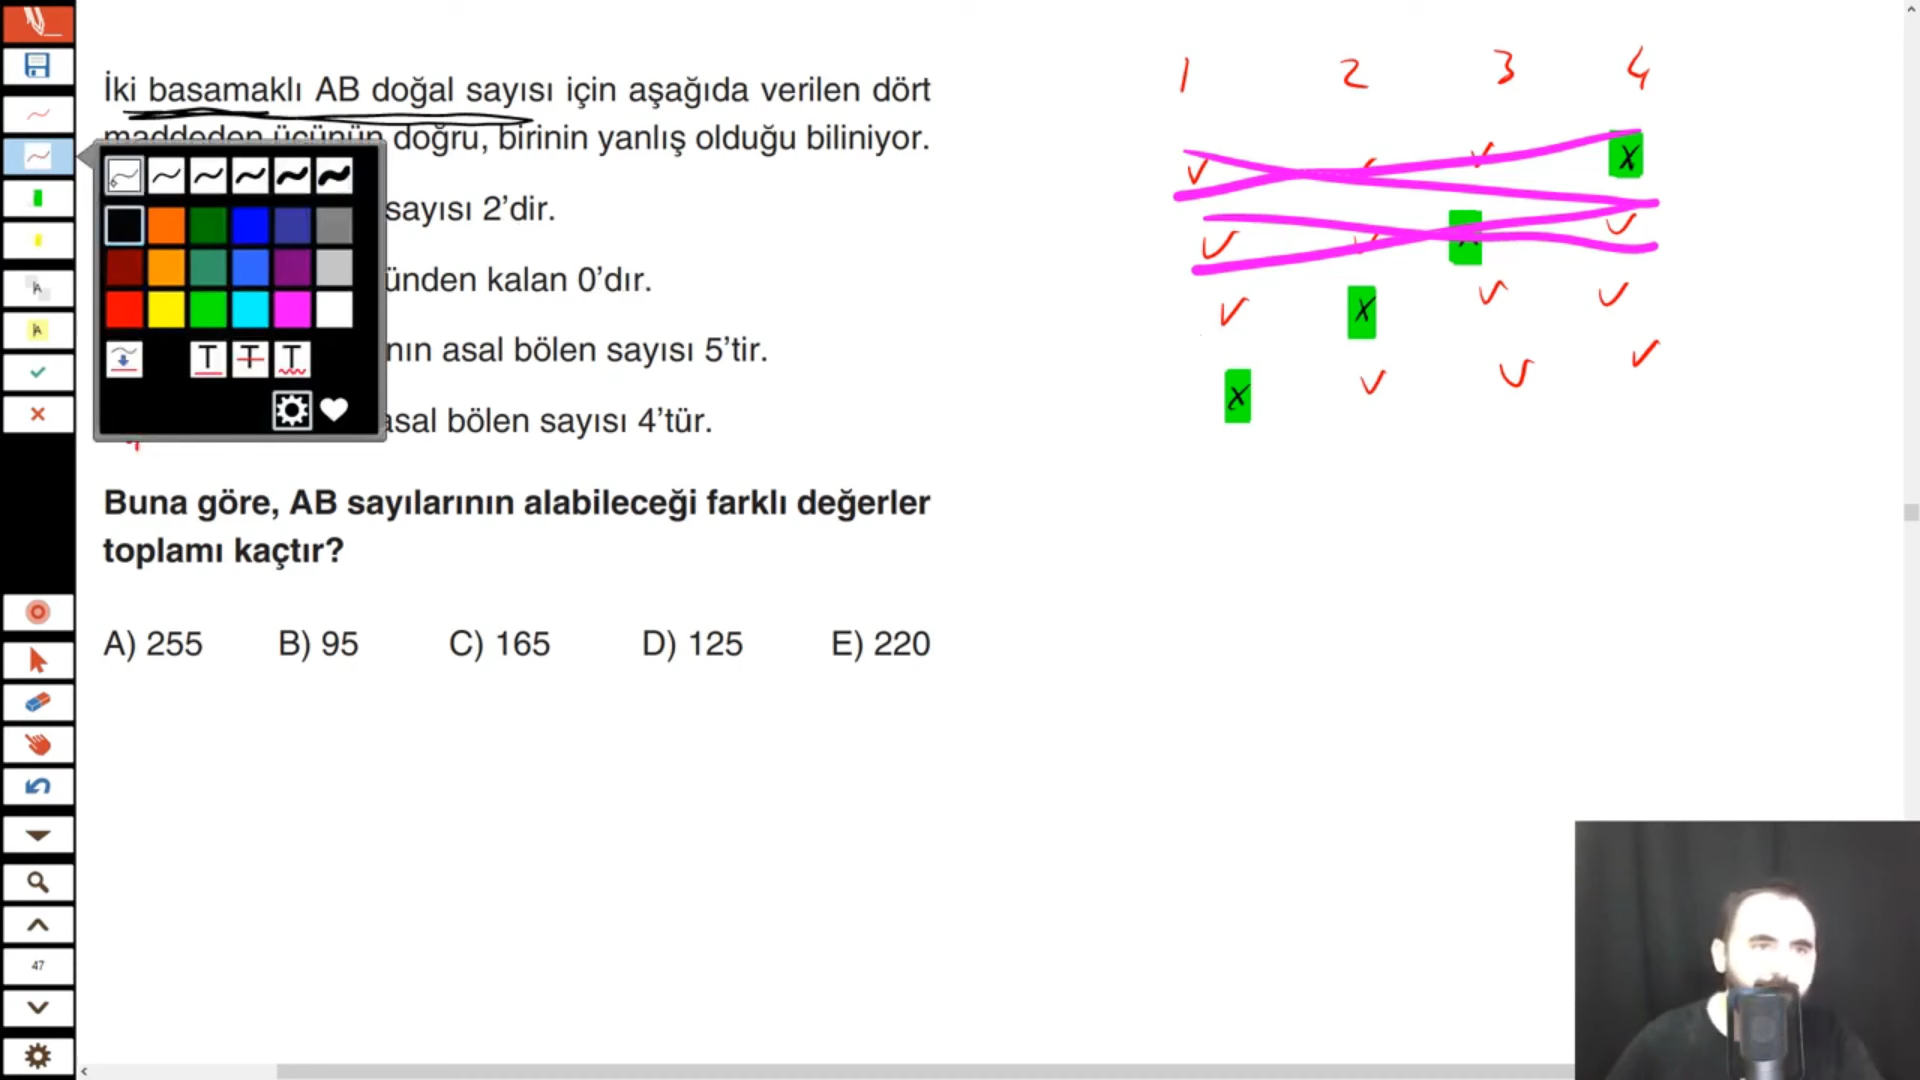 İki basamaklı AB doğal sayısı için aşağıda verilen dört
maddeden üçünün doğru, birinin yanlış olduğu biliniyor.
sayısı 2’dir.
ünden kalan 0’dır.
nın asal bölen sayısı 5’tir.
asal bölen sayısı 4’tür.
Buna göre, AB sayılarının alabileceği farklı değerler
toplamı kaçtır?
A) 255 B) 95 C) 165 D) 125 E) 220
1 2 3 4
✓ ✓ ✓ X
✓ ✓ X ✓
✓ X ✓ ✓
X ✓ ✓ ✓
A
A
T T T
47